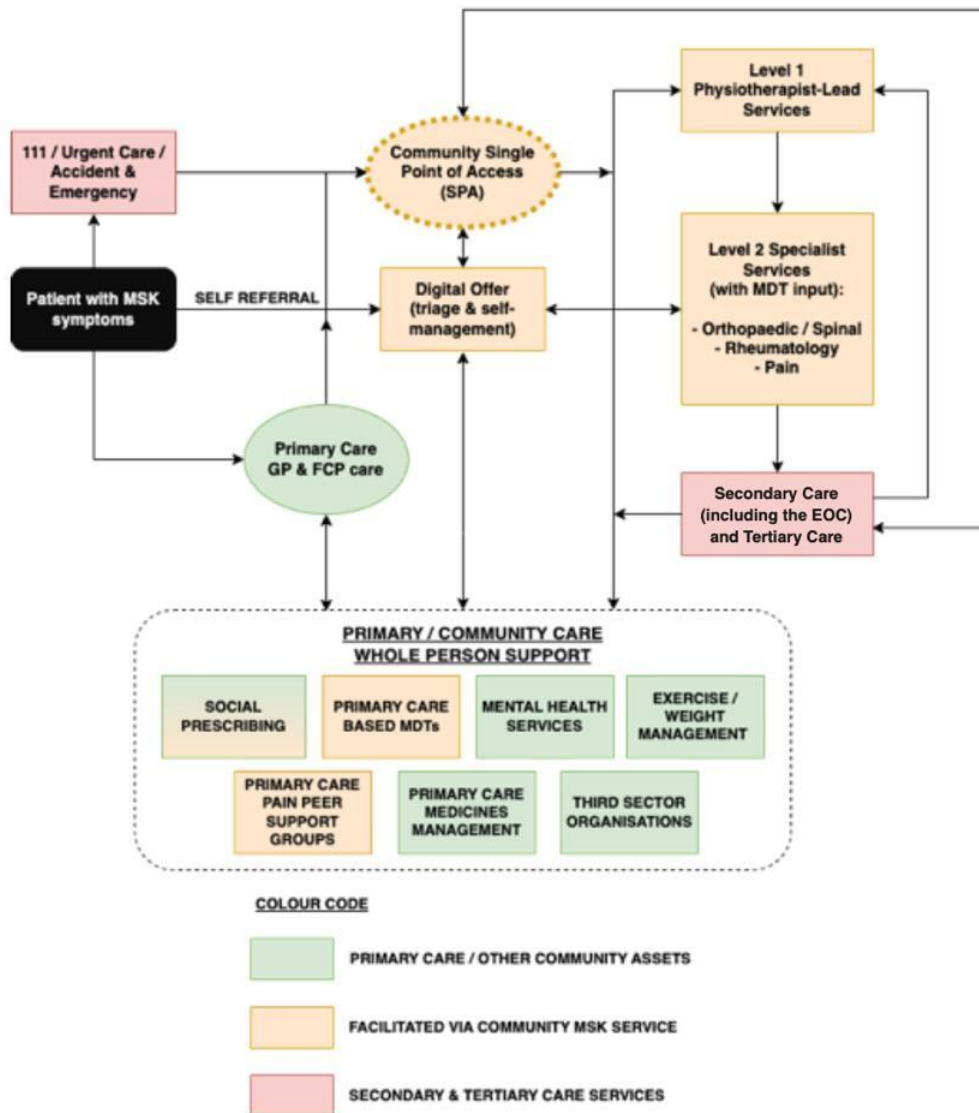 Level 1
Physiotherapist-Lead
Services
111 / Urgent Care /
Accident &
Emergency
Community Single
Point of Access
(SPA)
Patient with MSK
symptoms
SELF REFERRAL
Digital Offer
(triage & self-
management)
Level 2 Specialist
Services
(with MDT input):
- Orthopaedic / Spinal
- Rheumatology
- Pain
Primary Care
GP & FCP care
Secondary Care
(including the EOC)
and Tertiary Care
PRIMARY / COMMUNITY CARE
WHOLE PERSON SUPPORT
SOCIAL
PRESCRIBING
PRIMARY CARE
BASED MDTs
MENTAL HEALTH
SERVICES
EXERCISE /
WEIGHT
MANAGEMENT
PRIMARY CARE
PAIN PEER
SUPPORT
GROUPS
PRIMARY CARE
MEDICINES
MANAGEMENT
THIRD SECTOR
ORGANISATIONS
COLOUR CODE
PRIMARY CARE / OTHER COMMUNITY ASSETS
FACILITATED VIA COMMUNITY MSK SERVICE
SECONDARY & TERTIARY CARE SERVICES